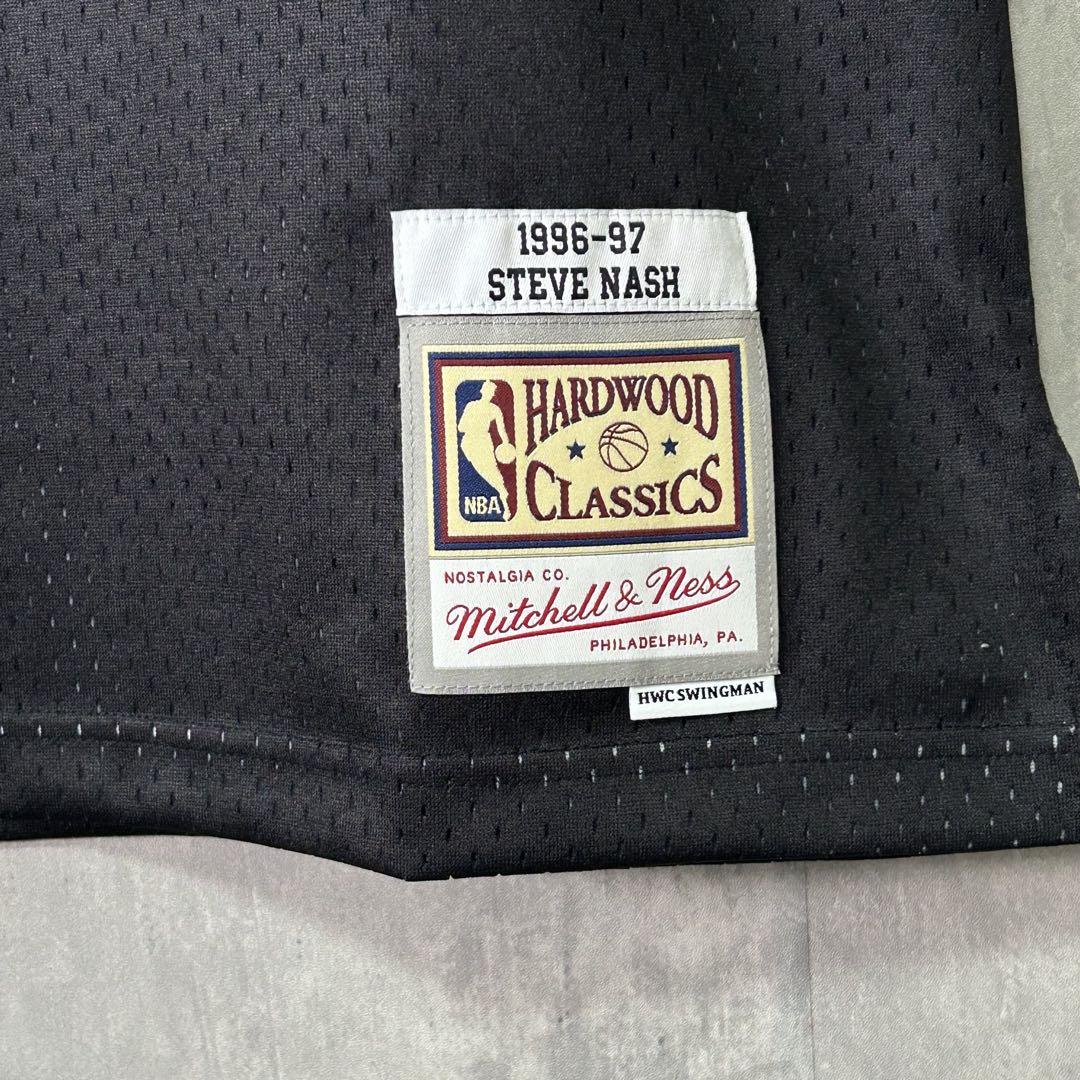 1996-97
STEVE NASH
HARDWOOD
CLASSICS
NBA
NOSTALGIA CO.
Mitchell & Ness
PHILADELPHIA, PA.
HWC SWINGMAN